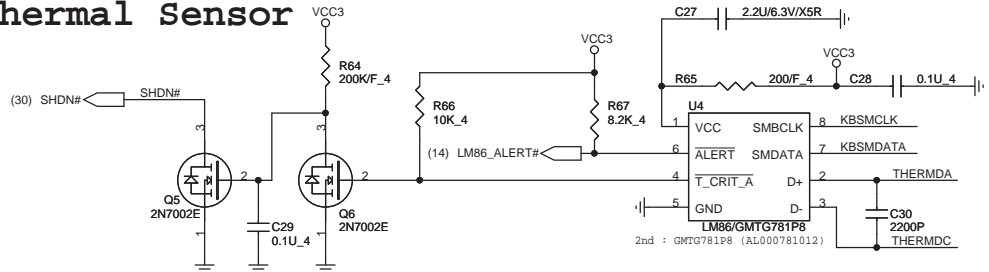 hermal Sensor
VCC3
C27
2.2U/6.3V/X5R
VCC3
VCC3
R64
200K/F_4
R65
200/F_4
C28
0.1U_4
(30) SHDN#
SHDN#
R66
10K_4
R67
8.2K_4
U4
3
3
(14) LM86_ALERT#
1
VCC
SMBCLK
8
KBSMCLK
6
ALERT
SMDATA
7
KBSMDATA
2
2
4
T_CRIT_A
D+
2
THERMDA
Q5
2N7002E
Q6
2N7002E
5
GND
D-
3
C29
0.1U_4
1
1
LM86/GMTG781P8
2nd : GMTG781P8 (AL000781012)
C30
2200P
THERMDC